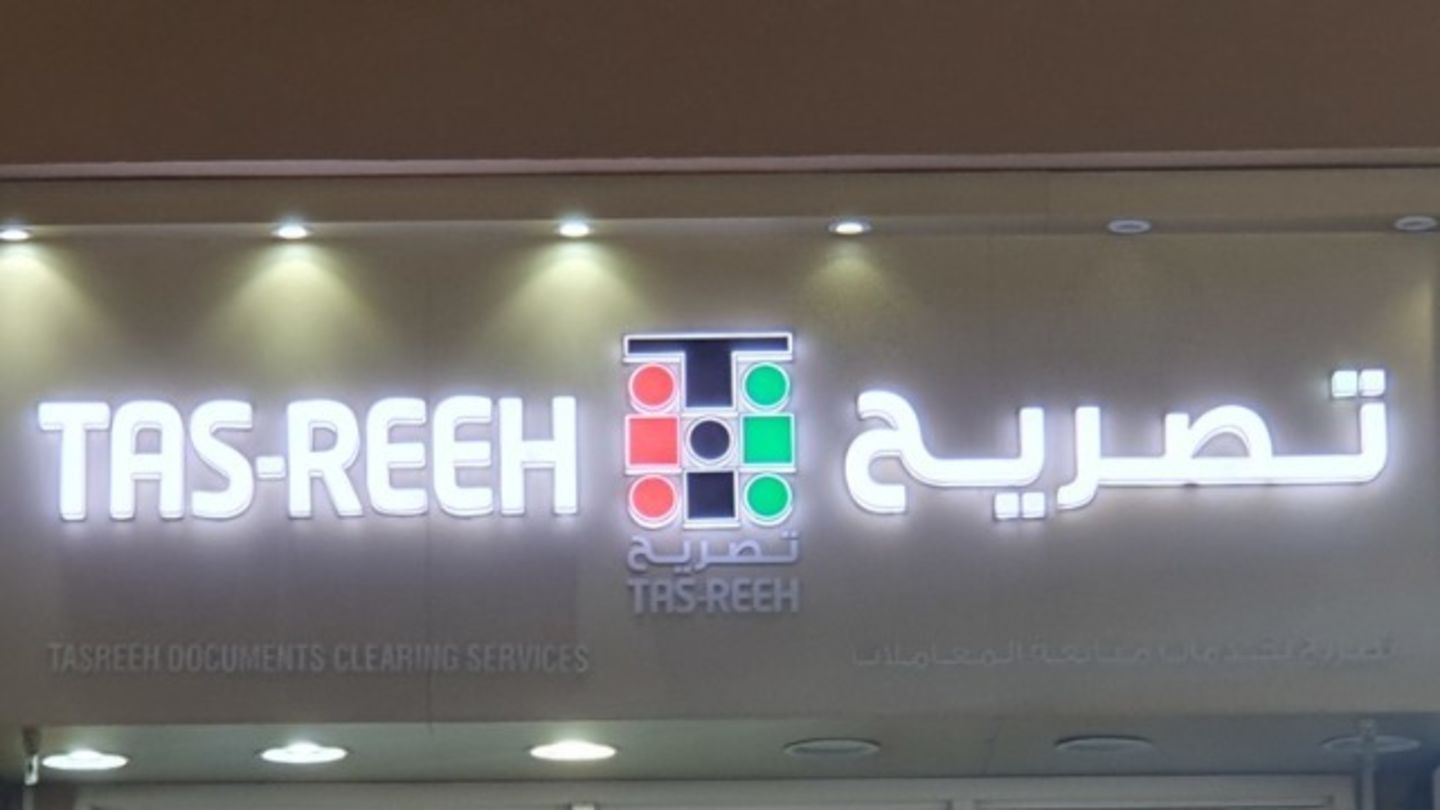 TAS-REEH
تصريح
تصريح
TAS-REEH
TASREEH DOCUMENTS CLEARING SERVICES
تصريح لخدمات متابعة المعاملات